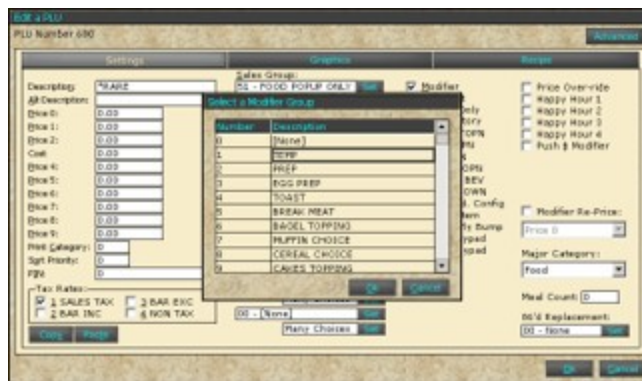 Edit a PLU
PLU Number 600
Advanced
Settings
Graphics
Recipe
Description: *RARE
Alt Description:
Price 0: 0.00
Price 1: 0.00
Price 2: 0.00
Cost: 0.00
Price 4: 0.00
Price 5: 0.00
Price 6: 0.00
Price 7: 0.00
Price 8: 0.00
Price 9: 0.00
Print Category: 0
Sort Priority: 0
0
Tax Rates:
1 SALES TAX
3 BAR EXC
2 BAR INC
4 NON TAX
Copy
Paste
Sales Group:
51 - FOOD POPUP ONLY
Set
Select a Modifier Group
Number Description
0 [None]
1 TEMP
2 PREP
3 EGG PREP
4 TOAST
5 BREAK MEAT
6 BAGEL TOPPING
7 MUFFIN CHOICE
8 CEREAL CHOICE
9 CAKES TOPPING
Ok
Cancel
Many Choices
Set
00 - [None]
Set
Many Choices
Set
Modifier
Price Over-ride
Happy Hour 1
Happy Hour 2
Happy Hour 3
Happy Hour 4
Push $ Modifier
BEV
Config
Bump
Modifier Re-Price:
Price 0
Major Category:
Food
Meal Count: 0
86'd Replacement:
00 - None
Set
Ok
Cancel